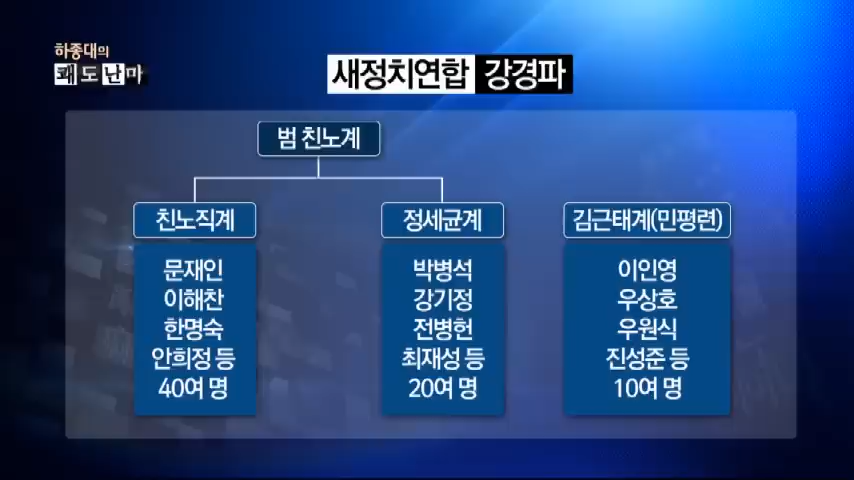 하종대의
쾌도난마
새정치연합 강경파
범 친노계
친노직계
문재인
이해찬
한명숙
안희정 등
40여 명
정세균계
박병석
강기정
전병헌
최재성 등
20여 명
김근태계(민평련)
이인영
우상호
우원식
진성준 등
10여 명